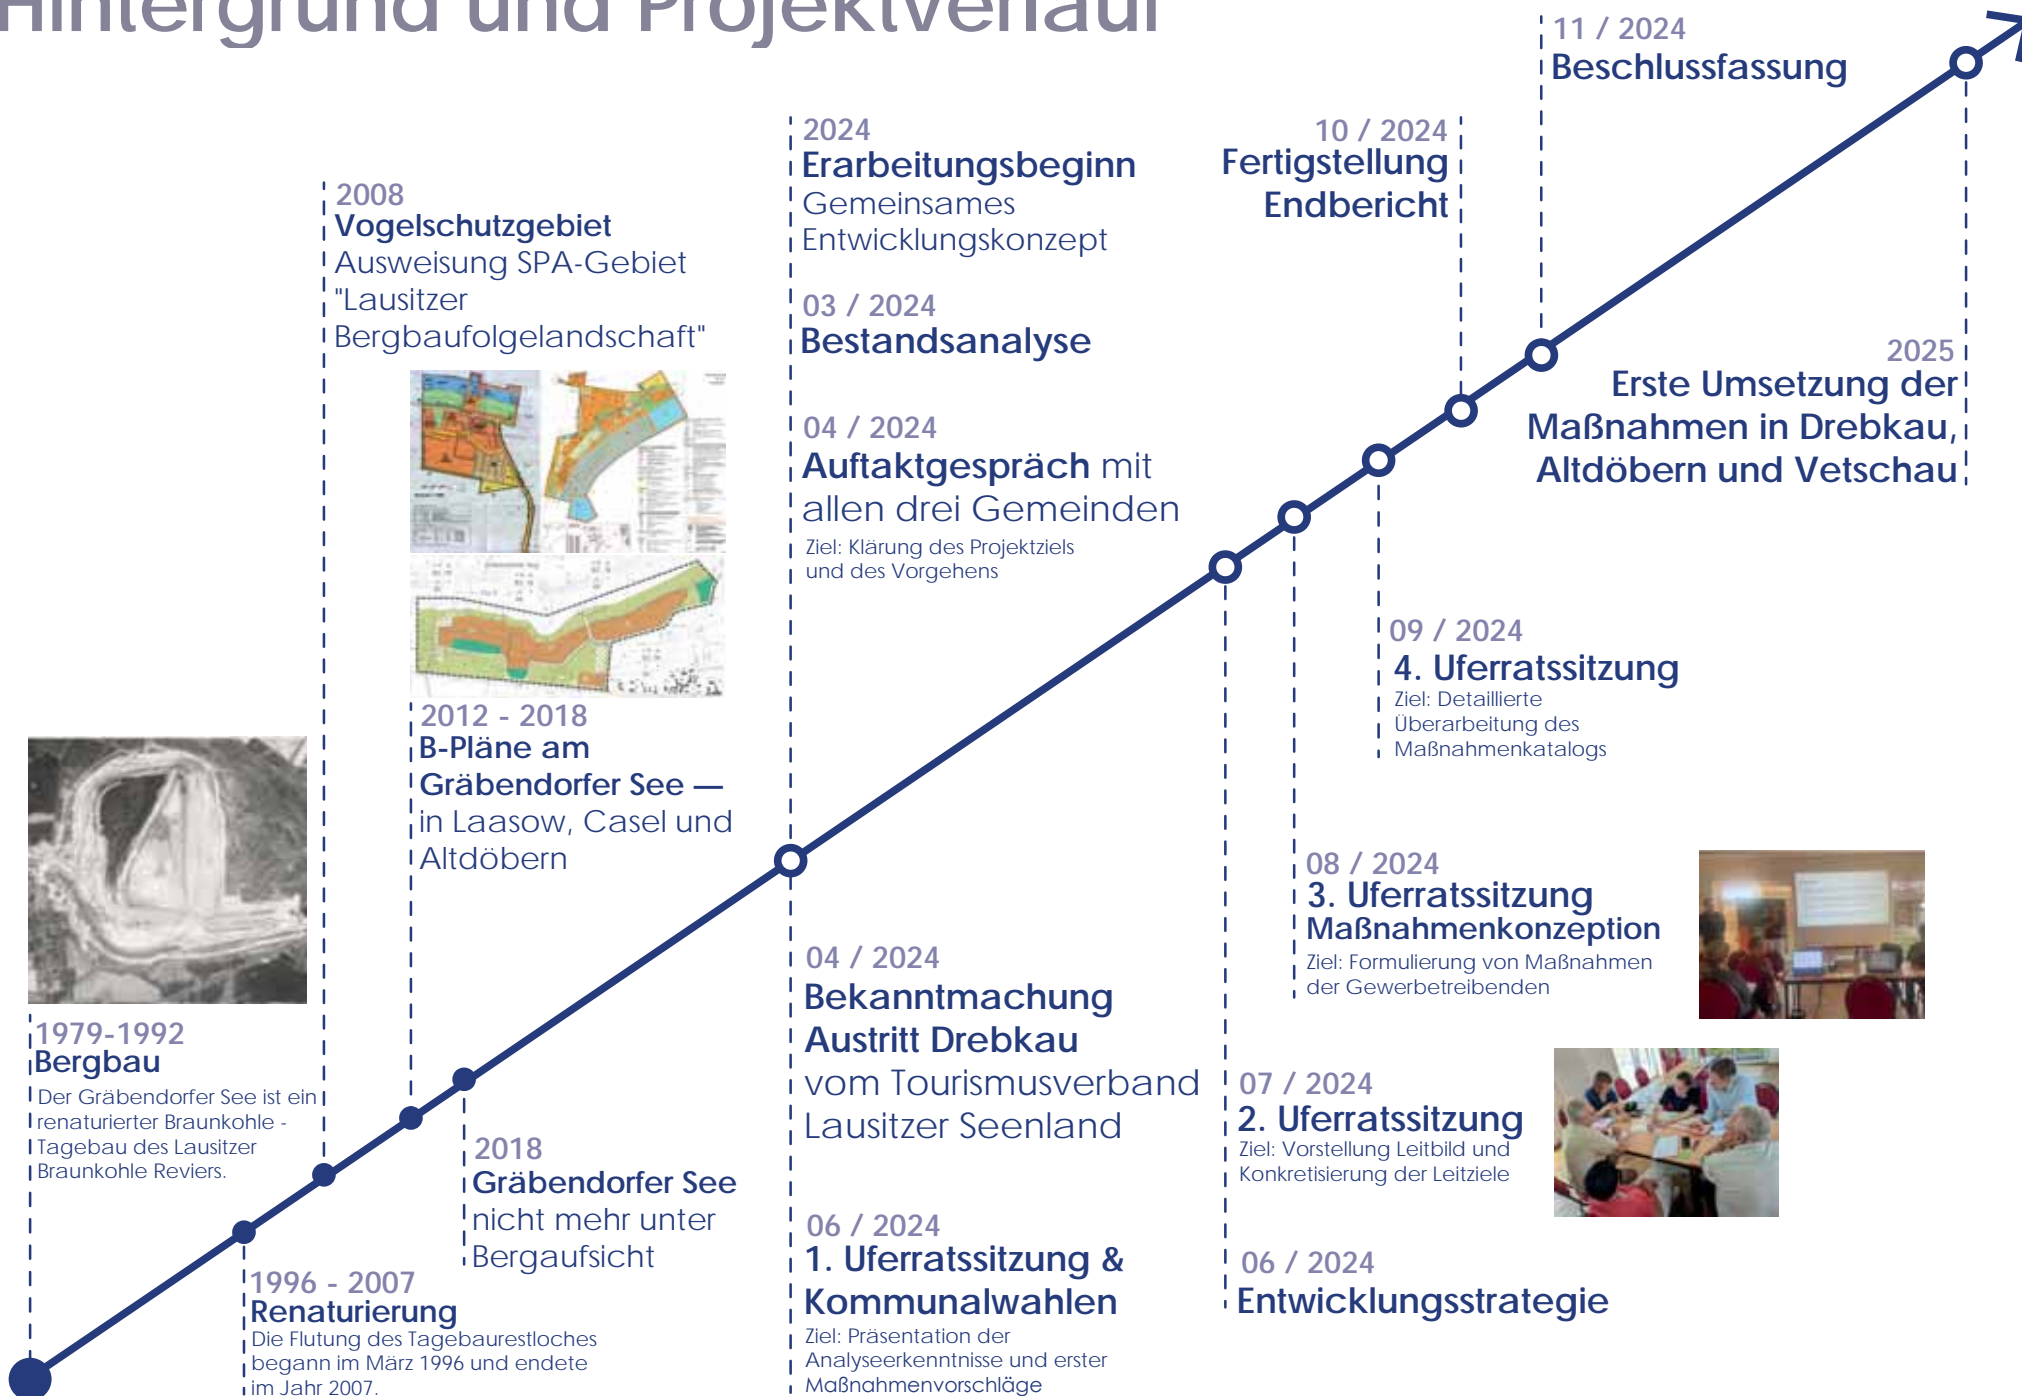 Hintergrund und Projektverlauf
1979-1992
Bergbau
Der Gräbendorfer See ist ein
renaturierter Braunkohle -
Tagebau des Lausitzer
Braunkohle Reviers.
1996 - 2007
Renaturierung
Die Flutung des Tagebaurestloches
begann im März 1996 und endete
im Jahr 2007.
2008
Vogelschutzgebiet
Ausweisung SPA-Gebiet
"Lausitzer
Bergbaufolgelandschaft"
2012 - 2018
B-Pläne am
Gräbendorfer See —
in Laasow, Casel und
Altdöbern
2018
Gräbendorfer See
nicht mehr unter
Bergaufsicht
2024
Erarbeitungsbeginn
Gemeinsames
Entwicklungskonzept
03 / 2024
Bestandsanalyse
04 / 2024
Auftaktgespräch mit
allen drei Gemeinden
Ziel: Klärung des Projektziels
und des Vorgehens
04 / 2024
Bekanntmachung
Austritt Drebkau
vom Tourismusverband
Lausitzer Seenland
06 / 2024
1. Uferratssitzung &
Kommunalwahlen
Ziel: Präsentation der
Analyseerkenntnisse und erster
Maßnahmenvorschläge
06 / 2024
Entwicklungsstrategie
07 / 2024
2. Uferratssitzung
Ziel: Vorstellung Leitbild und
Konkretisierung der Leitziele
08 / 2024
3. Uferratssitzung
Maßnahmenkonzeption
Ziel: Formulierung von Maßnahmen
der Gewerbetreibenden
09 / 2024
4. Uferratssitzung
Ziel: Detaillierte
Überarbeitung des
Maßnahmenkatalogs
10 / 2024
Fertigstellung
Endbericht
11 / 2024
Beschlussfassung
2025
Erste Umsetzung der
Maßnahmen in Drebkau,
Altdöbern und Vetschau